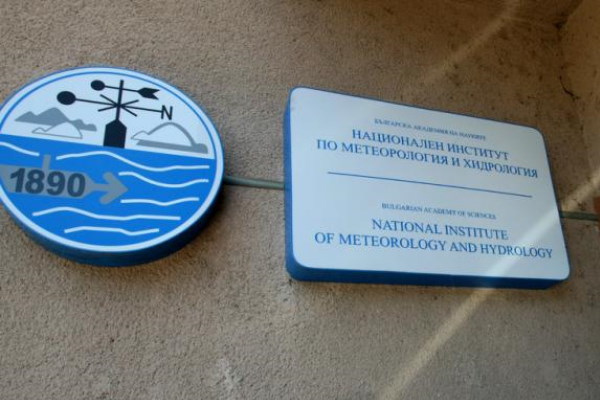 N
1890
БЪЛГАРСКА АКАДЕМИЯ НА НАУКИТЕ
НАЦИОНАЛЕН ИНСТИТУТ
ПО МЕТЕОРОЛОГИЯ И ХИДРОЛОГИЯ
BULGARIAN ACADEMY OF SCIENCES
NATIONAL INSTITUTE
OF METEOROLOGY AND HYDROLOGY